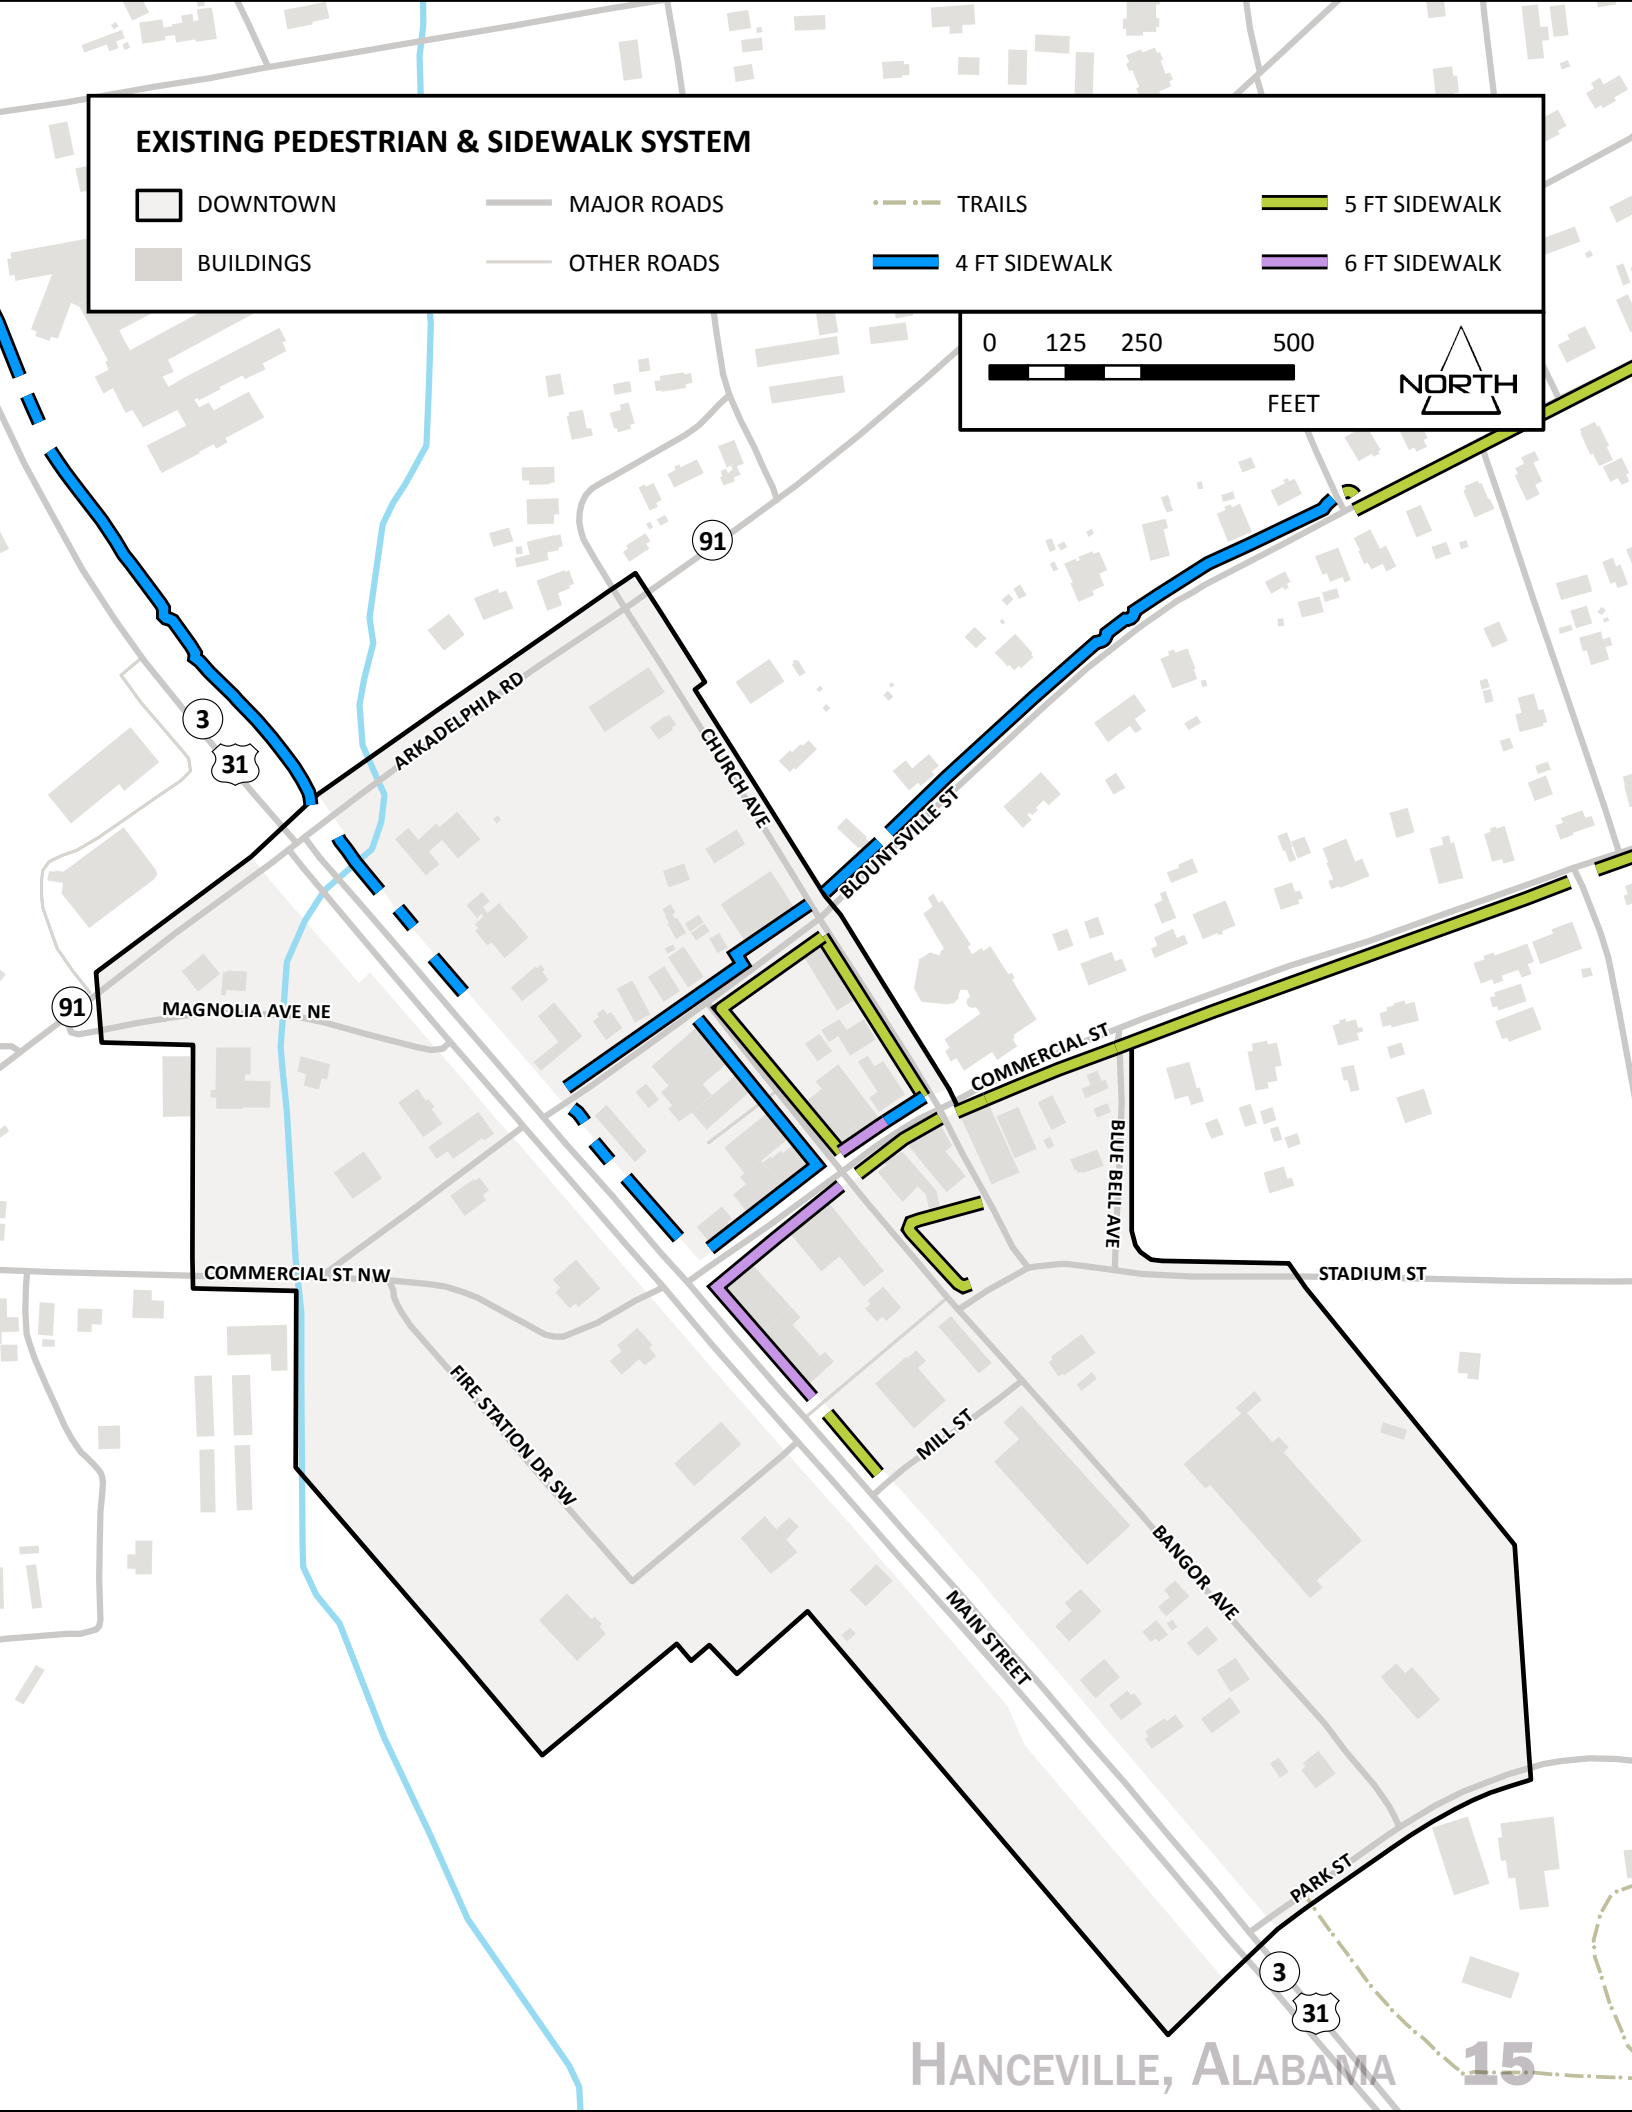 EXISTING PEDESTRIAN & SIDEWALK SYSTEM
DOWNTOWN
MAJOR ROADS
TRAILS
5 FT SIDEWALK
BUILDINGS
OTHER ROADS
4 FT SIDEWALK
6 FT SIDEWALK
0 125 250 500
FEET
NORTH
91
ARKADELPHIA RD
3
31
CHURCH AVE
BLOUNTSVILLE ST
91
MAGNOLIA AVE NE
COMMERCIAL ST
BLUE BELL AVE
COMMERCIAL ST NW
STADIUM ST
FIRE STATION DR SW
MILL ST
BANGOR AVE
MAIN STREET
PARK ST
3
31
HANCEVILLE, ALABAMA 15